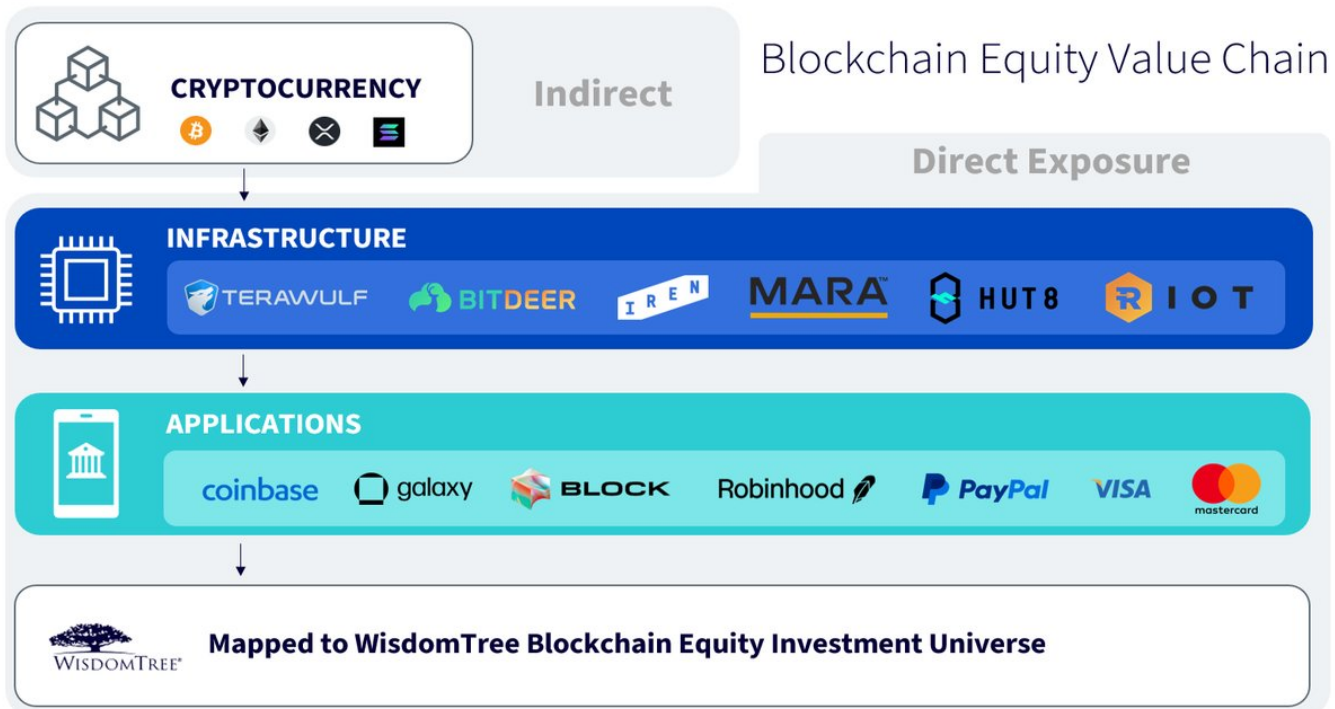 Blockchain Equity Value Chain
CRYPTOCURRENCY
Indirect
Direct Exposure
INFRASTRUCTURE
TERAWULF
BITDEER
IREN
MARA™
HUT8
RIOT
APPLICATIONS
coinbase
galaxy
BLOCK
Robinhood
PayPal
VISA
mastercard
WISDOMTREE®
Mapped to WisdomTree Blockchain Equity Investment Universe